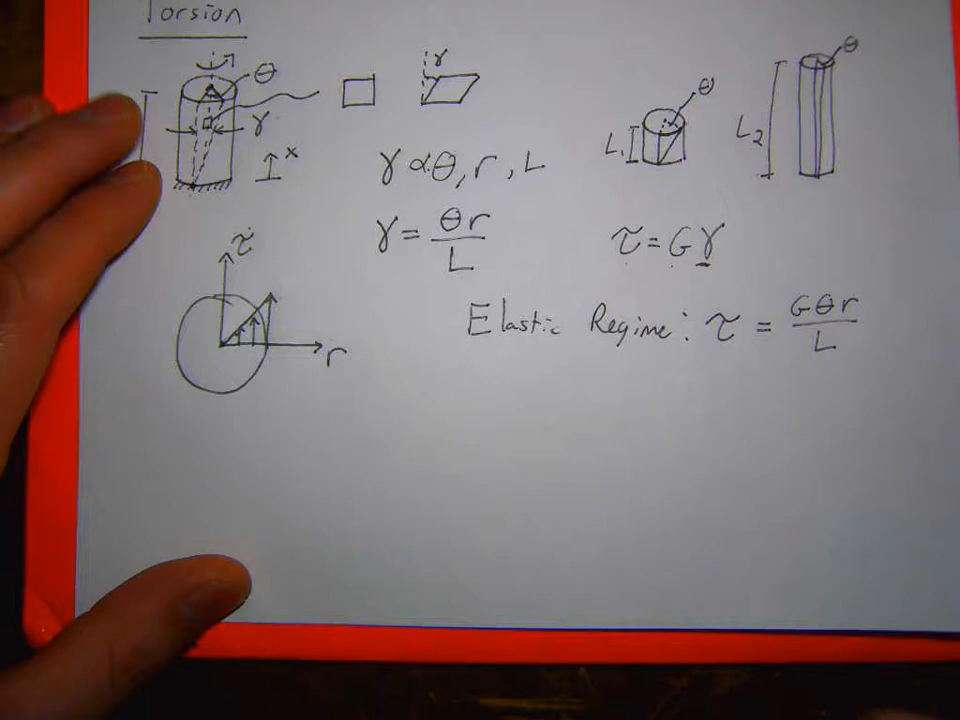 Torsion
θ
γ
x
γ
γ ∝ θ, r, L
γ = θr/L
L₁
θ
L₂
θ
τ = Gγ
τ
r
Elastic Regime: τ = Gθr/L